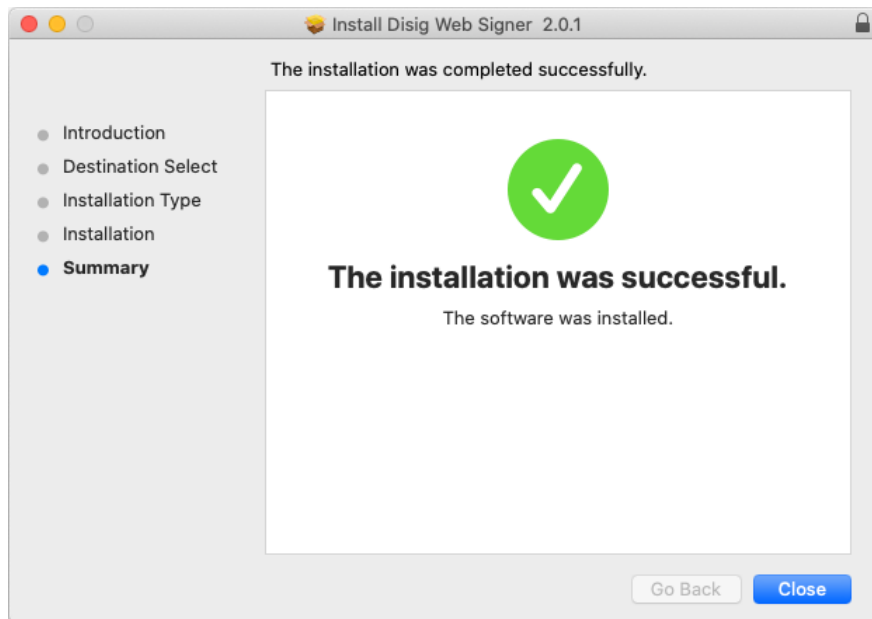 Install Disig Web Signer 2.0.1
The installation was completed successfully.
Introduction
Destination Select
Installation Type
Installation
Summary
The installation was successful.
The software was installed.
Go Back
Close